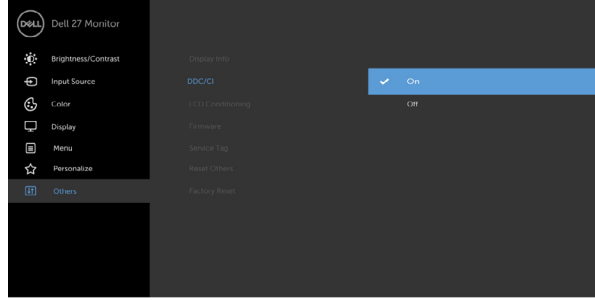 DELL
Dell 27 Monitor
Brightness/Contrast
Input Source
Color
Display
Menu
Personalize
Others
Display Info
DDC/CI
LCD Conditioning
Firmware
Service Tag
Reset Others
Factory Reset
On
Off